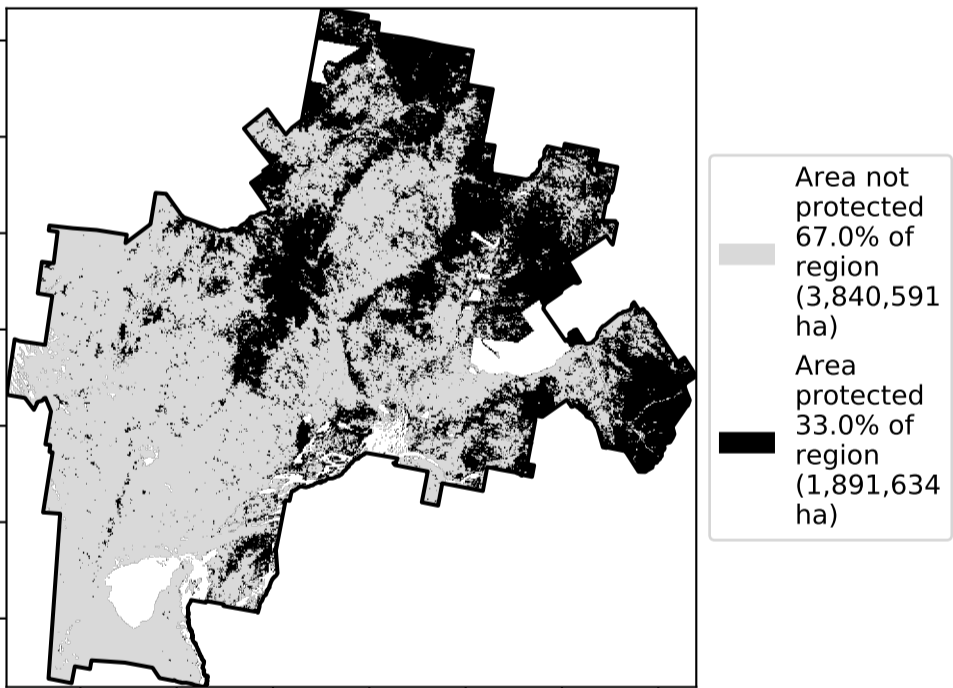 Area not
protected
67.0% of
region
(3,840,591
ha)
Area
protected
33.0% of
region
(1,891,634
ha)